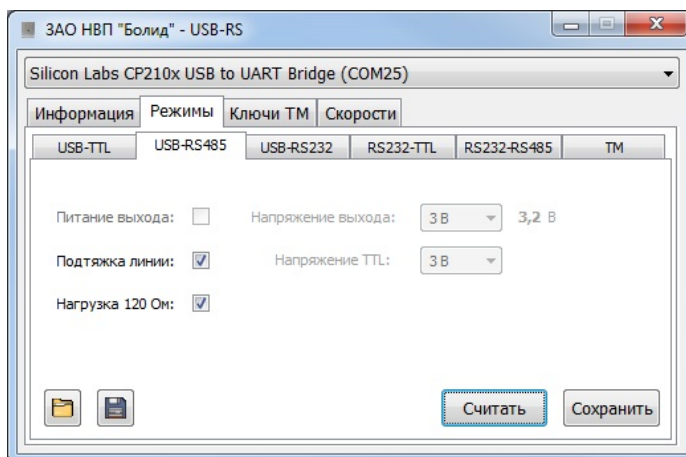 ЗАО НВП "Болид" - USB-RS
Silicon Labs CP210x USB to UART Bridge (COM25)
Информация Режимы Ключи ТМ Скорости
USB-TTL USB-RS485 USB-RS232 RS232-TTL RS232-RS485 ТМ
Питание выхода: Напряжение выхода: 3 В 3,2 В
Подтяжка линии: Напряжение TTL: 3 В
Нагрузка 120 Ом:
Считать Сохранить